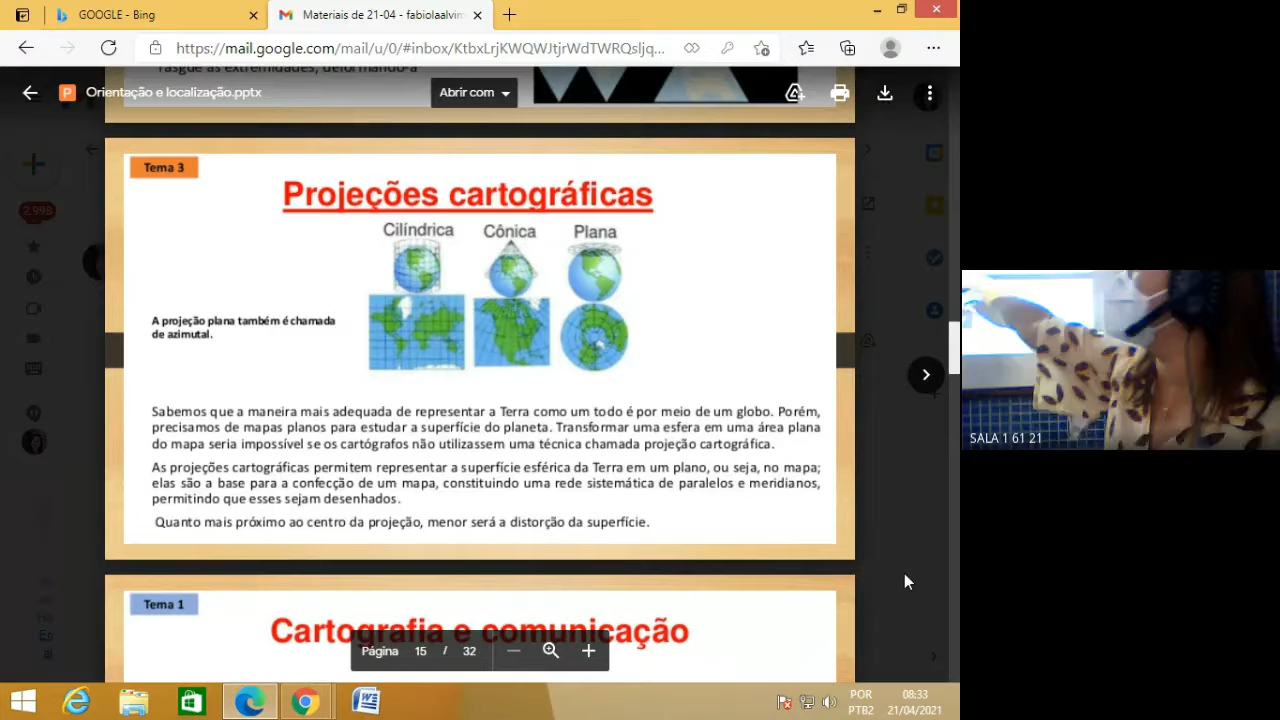 GOOGLE - Bing
Materiais de 21-04 - fabiolaalvim
https://mail.google.com/mail/u/0/#inbox/KtbxLrjKWQWJtjrWdTWRQsljq...
rasgue as extremidades, deformando-a
P Orientação e localização.pptx
Abrir com
2.998
Tema 3
Projeções cartográficas
Cilíndrica Cônica Plana
A projeção plana também é chamada
de azimutal.
Sabemos que a maneira mais adequada de representar a Terra como um todo é por meio de um globo. Porém,
precisamos de mapas planos para estudar a superfície do planeta. Transformar uma esfera em uma área plana
do mapa seria impossível se os cartógrafos não utilizassem uma técnica chamada projeção cartográfica.
As projeções cartográficas permitem representar a superfície esférica da Terra em um plano, ou seja, no mapa;
elas são a base para a confecção de um mapa, constituindo uma rede sistemática de paralelos e meridianos,
permitindo que esses sejam desenhados.
Quanto mais próximo ao centro da projeção, menor será a distorção da superfície.
SALA 1 61 21
Tema 1
Cartografia e comunicação
Página 15 / 32
POR 08:33
PTB2 21/04/2021